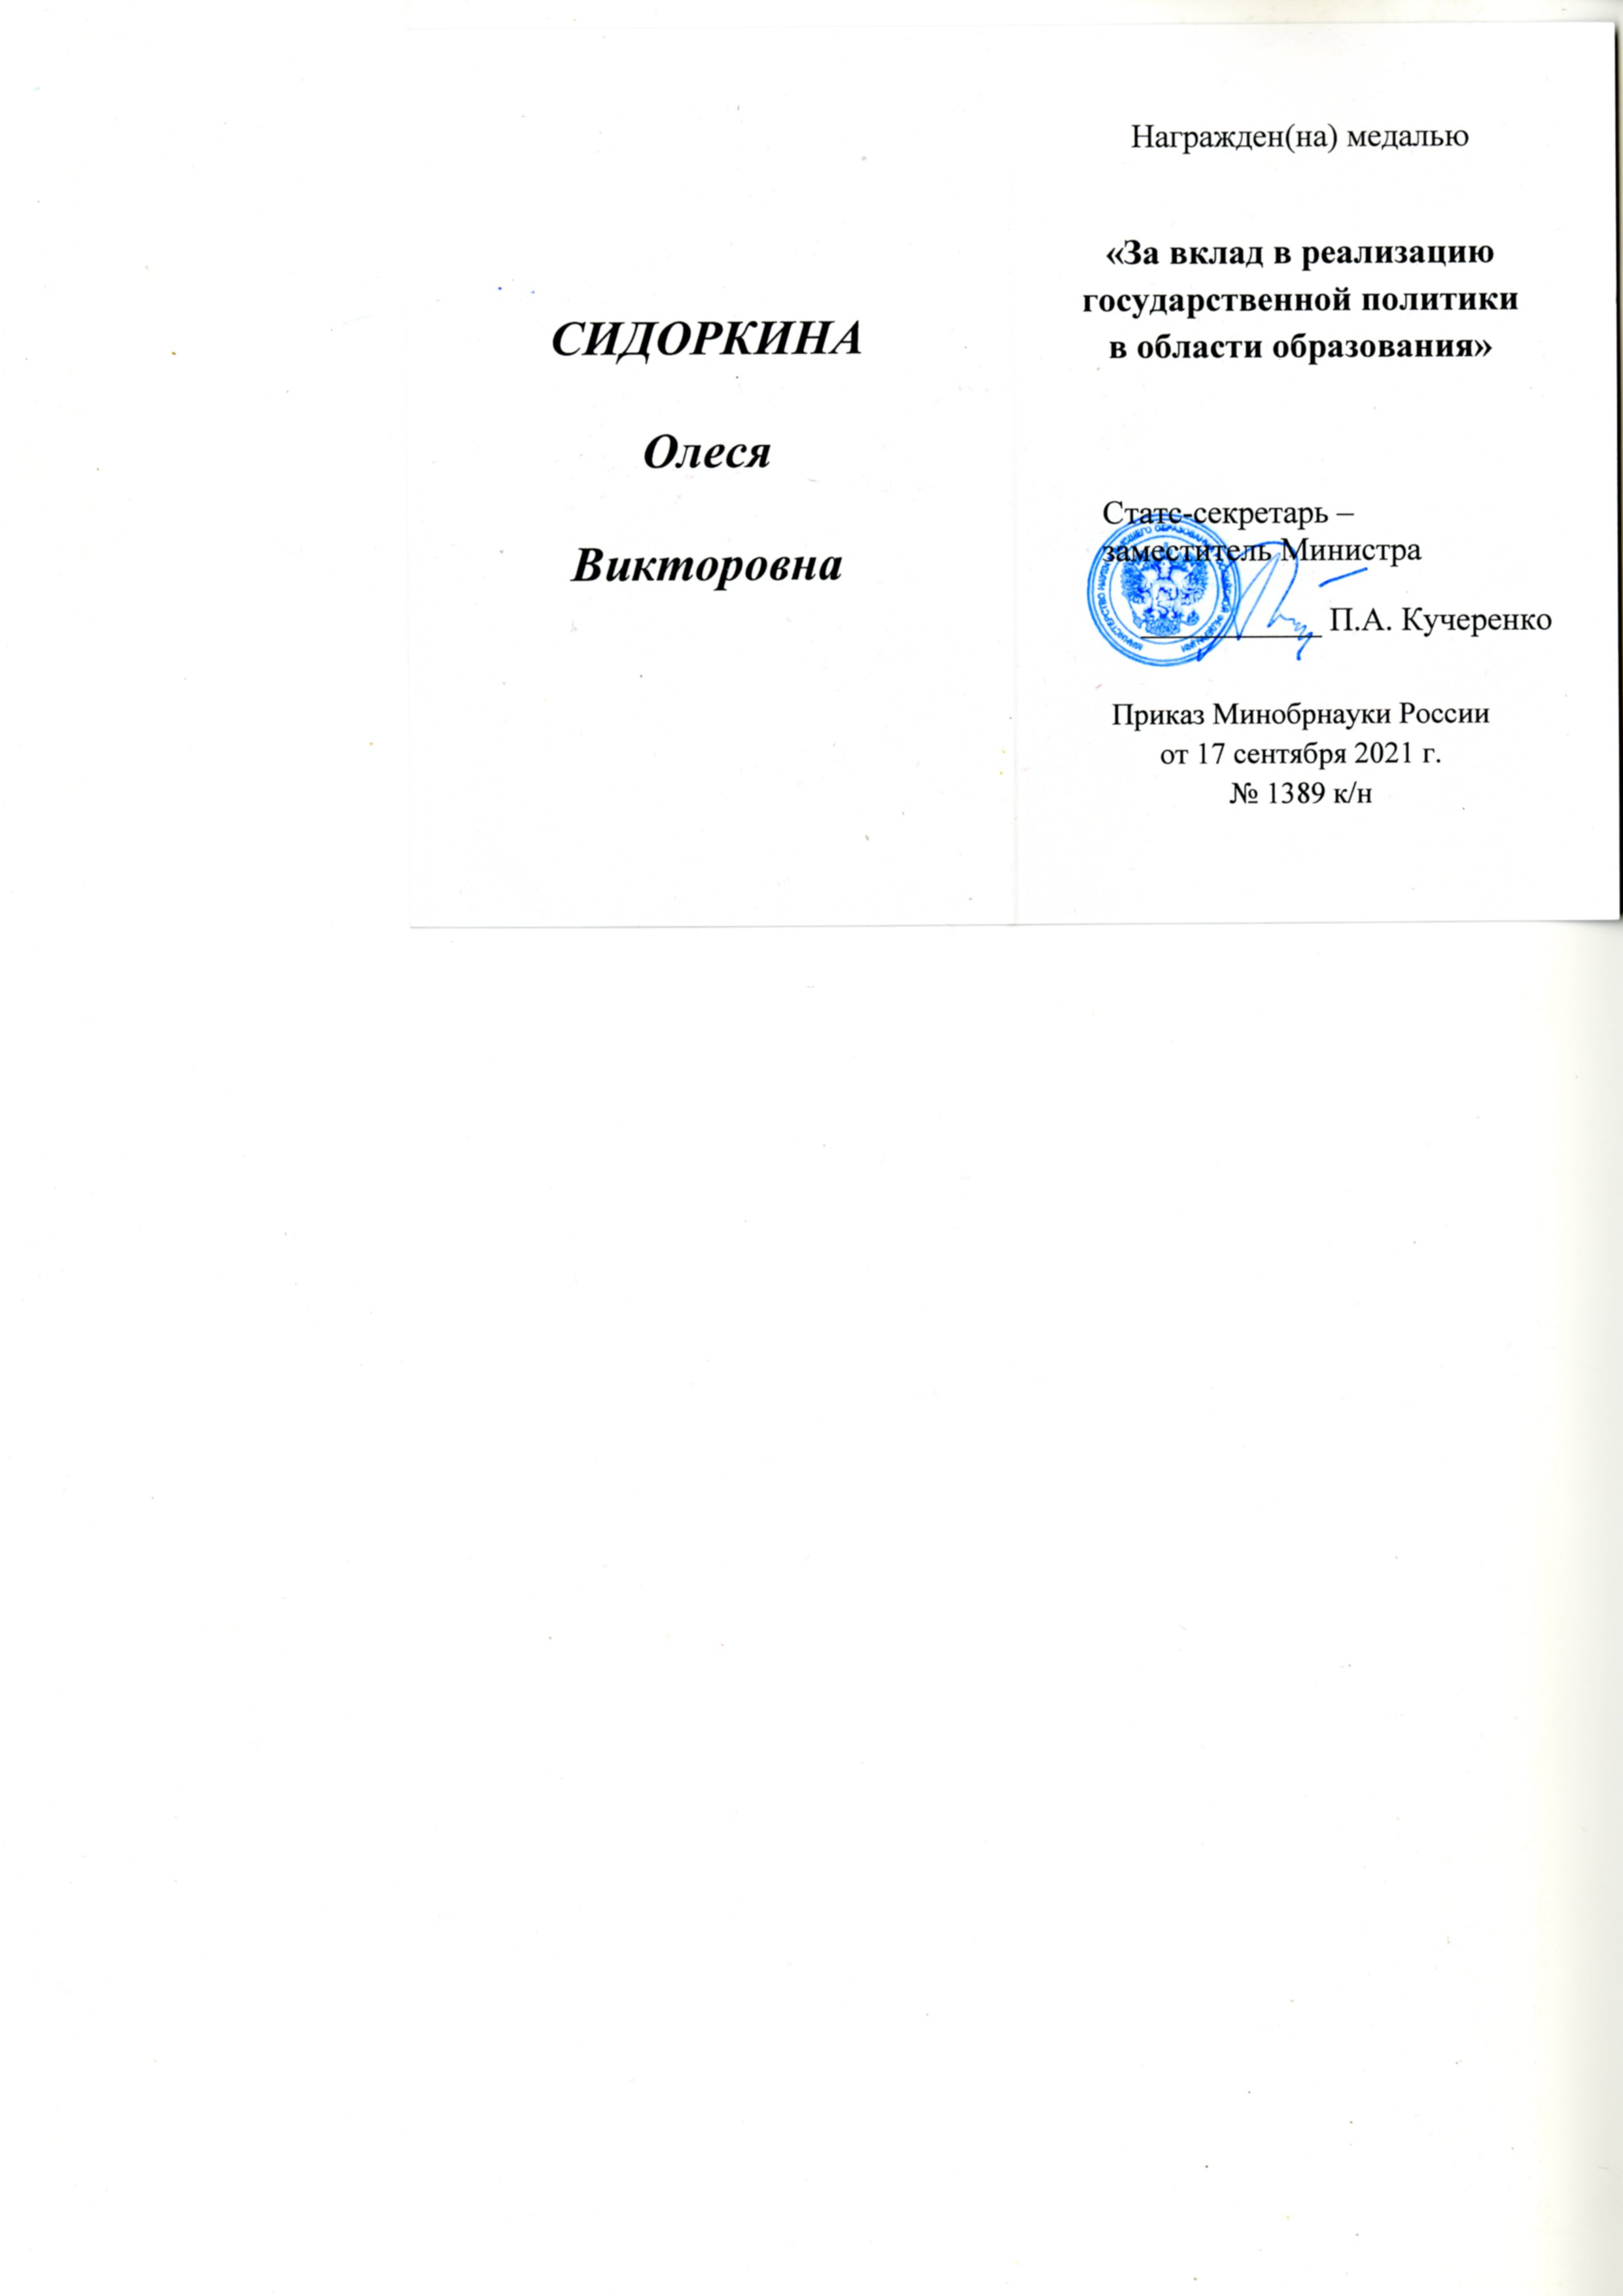 СИДОРКИНА
Олеся
Викторовна
Награжден(на) медалью
«За вклад в реализацию
государственной политики
в области образования»
Статс-секретарь –
заместитель Министра
П.А. Кучеренко
Приказ Минобрнауки России
от 17 сентября 2021 г.
№ 1389 к/н